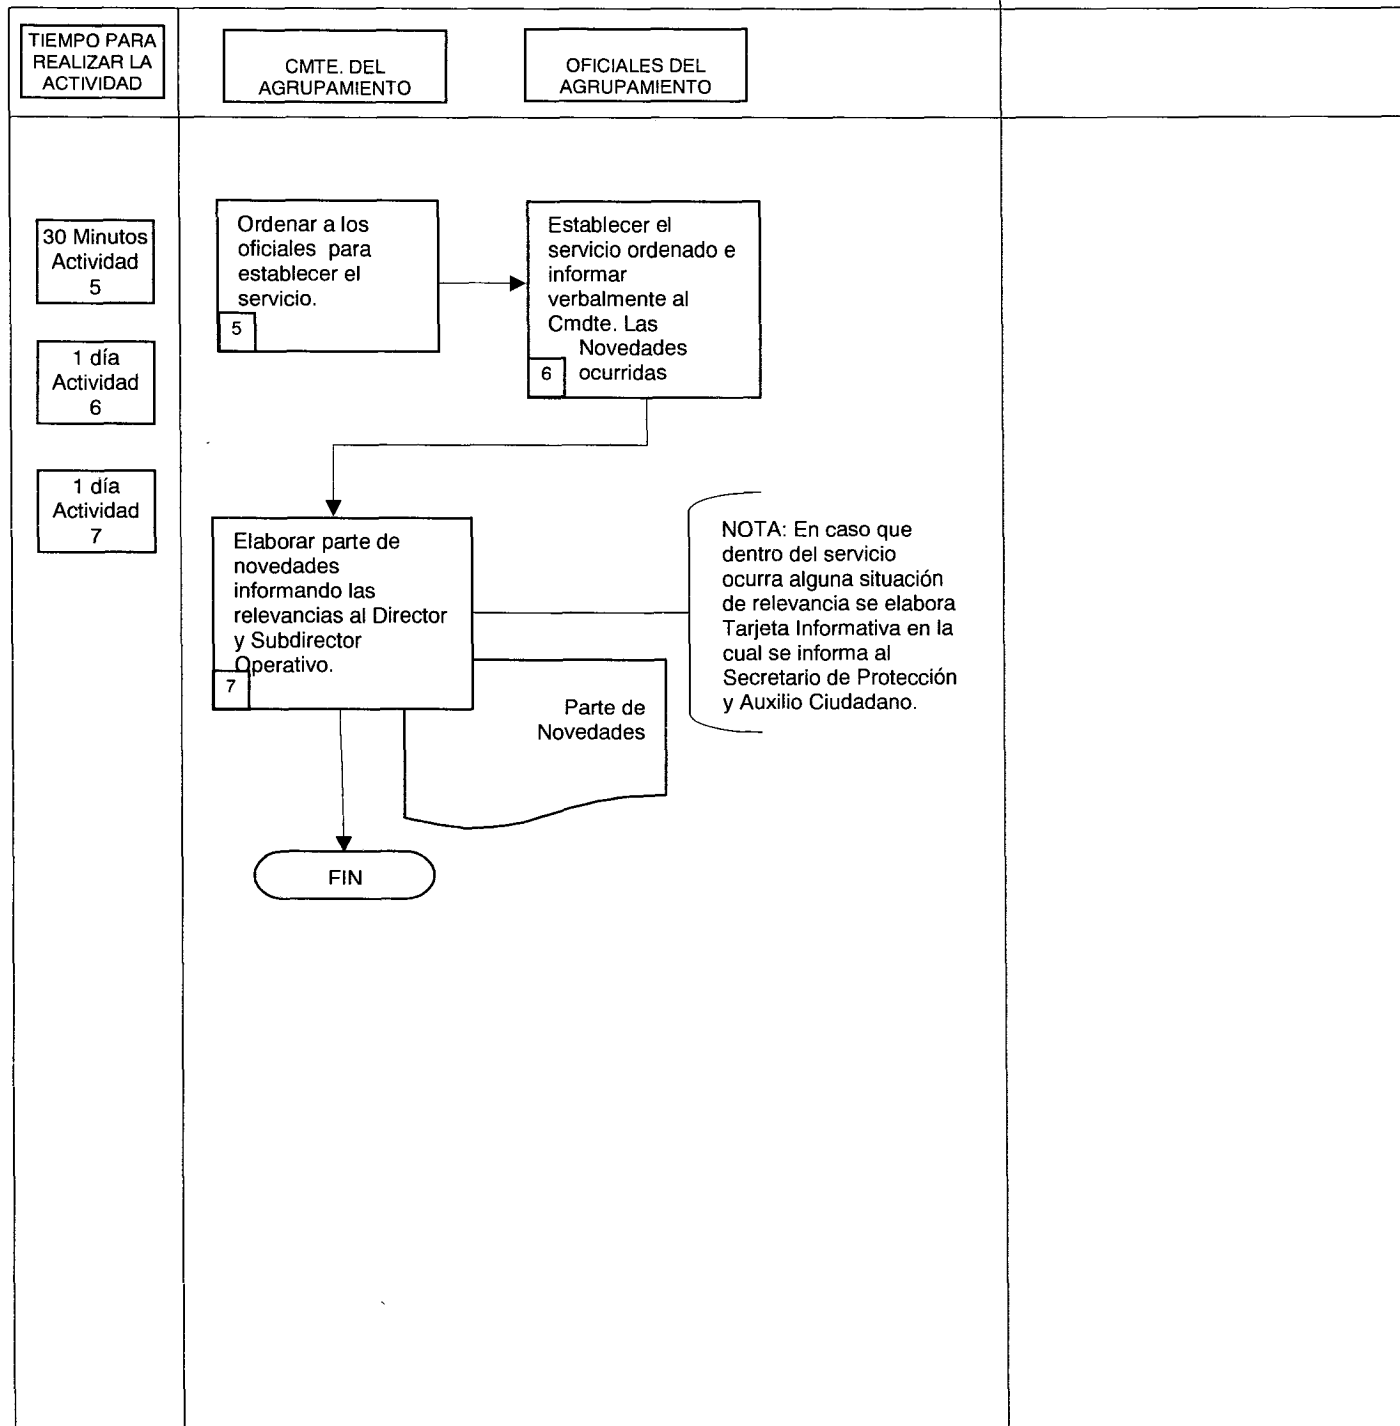 TIEMPO PARA
REALIZAR LA
ACTIVIDAD
CMTE. DEL
AGRUPAMIENTO
OFICIALES DEL
AGRUPAMIENTO
30 Minutos
Actividad
5
1 día
Actividad
6
1 día
Actividad
7
Ordenar a los
oficiales para
establecer el
servicio.
5
Establecer el
servicio ordenado e
informar
verbalmente al
Cmdte. Las
Novedades
ocurridas
6
Elaborar parte de
novedades
informando las
relevancias al Director
y Subdirector
Operativo.
7
Parte de
Novedades
NOTA: En caso que
dentro del servicio
ocurra alguna situación
de relevancia se elabora
Tarjeta Informativa en la
cual se informa al
Secretario de Protección
y Auxilio Ciudadano.
FIN